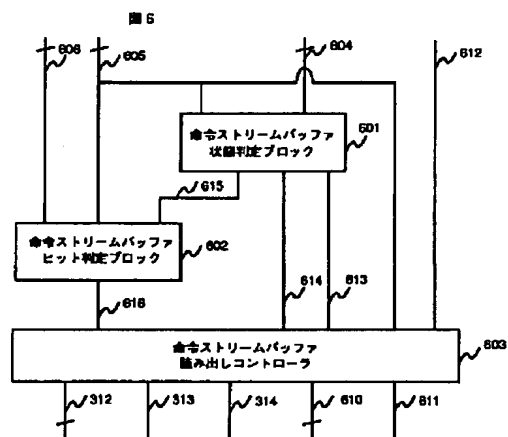 図 6
606
605
604
612
命令ストリームバッファ
状態判定ブロック
601
615
命令ストリームバッファ
ヒット判定ブロック
602
616
614
613
命令ストリームバッファ
読み出しコントローラ
603
312
313
314
610
611